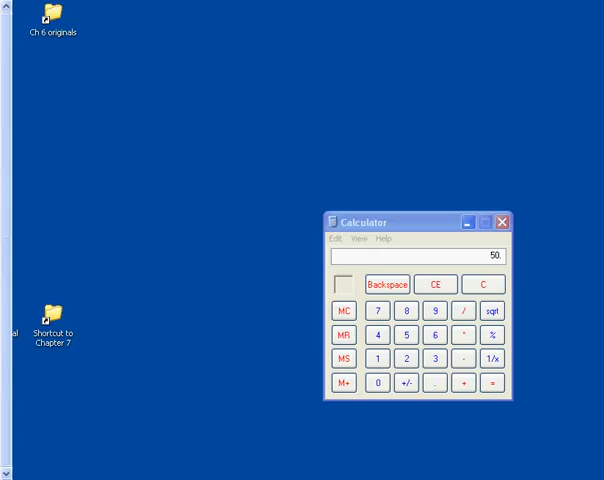 Ch 6 originals
Calculator
Edit View Help
50.
Backspace CE C
MC 7 8 9 / sqrt
MR 4 5 6 * %
MS 1 2 3 - 1/x
M+ 0 +/- . + =
al
Shortcut to
Chapter 7